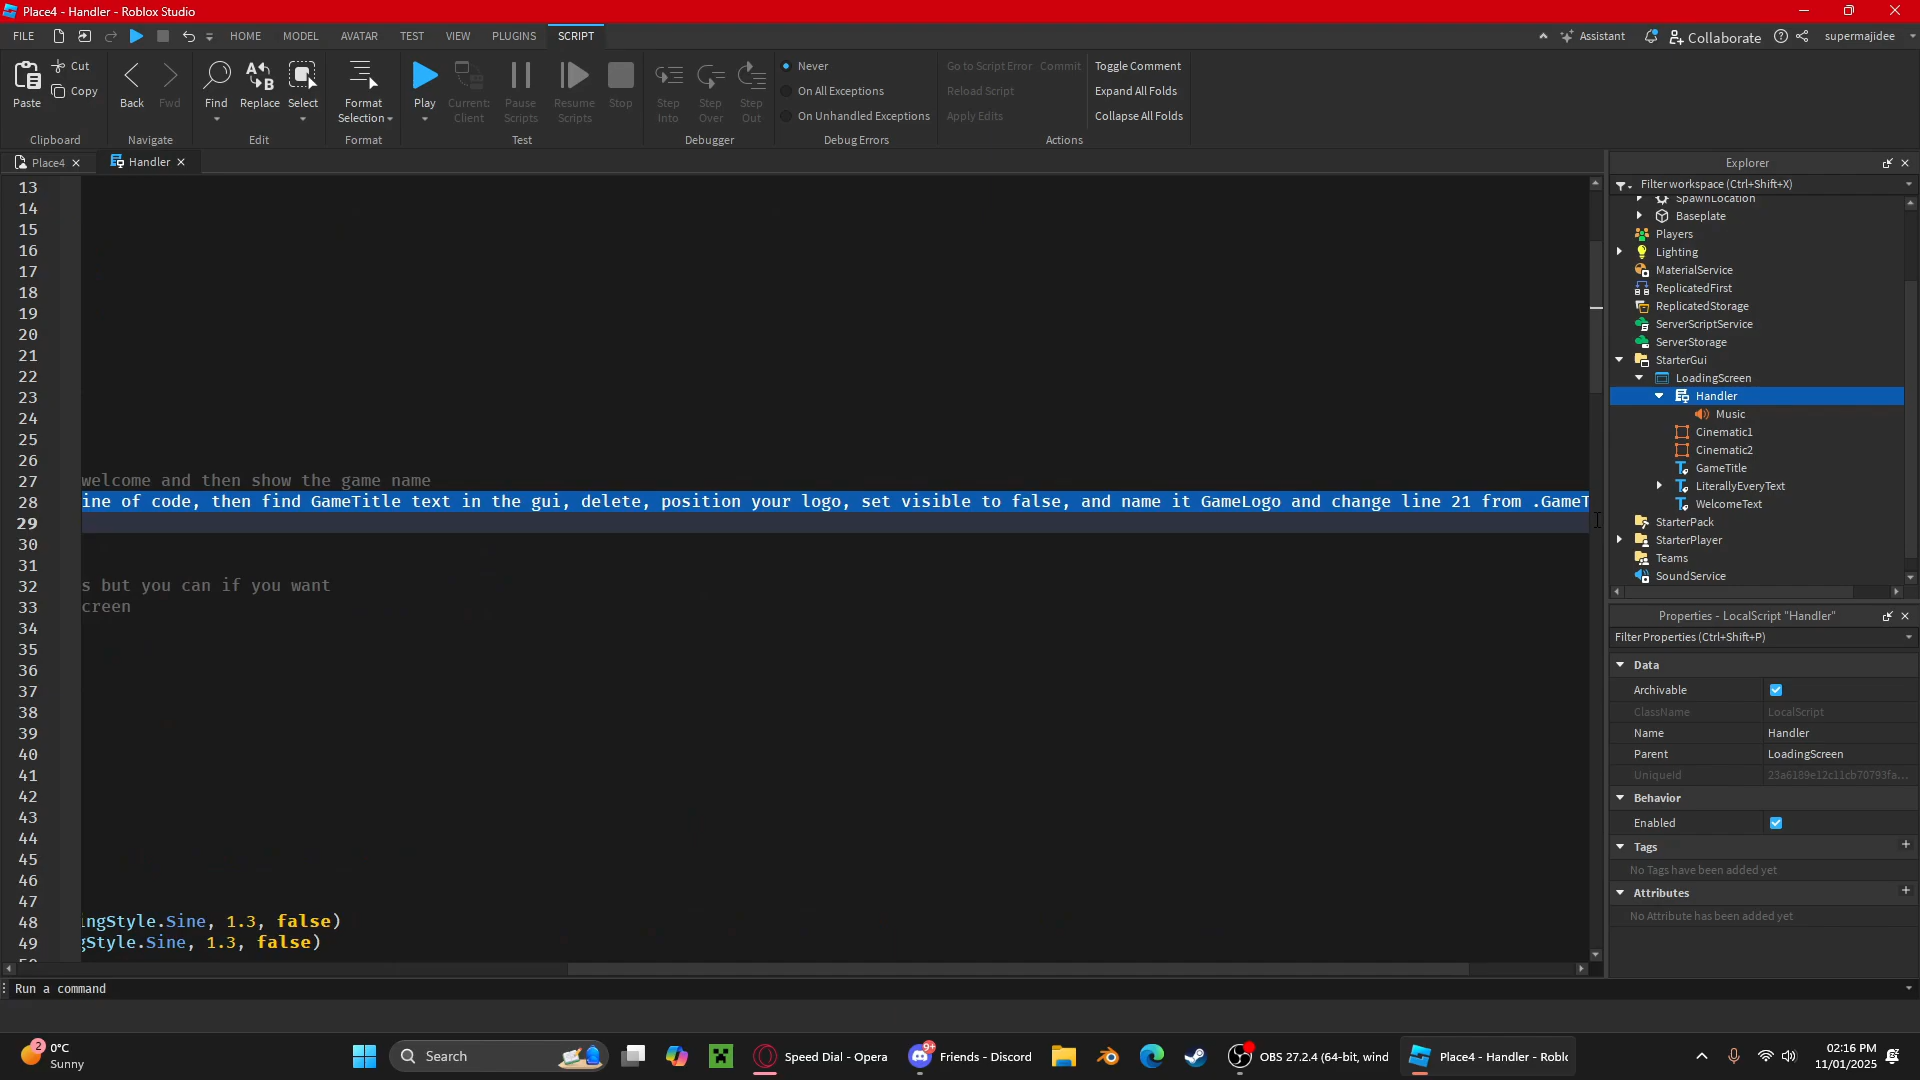 Place4 - Handler - Roblox Studio
FILE HOME MODEL AVATAR TEST VIEW PLUGINS SCRIPT Assistant Collaborate supermajidee
Paste Cut Copy Clipboard
Back Fwd Navigate
Find Replace Select Edit
Format Selection Format
Play Current: Client Pause Scripts Resume Scripts Stop Test
Step Into Step Over Step Out Debugger
Never
On All Exceptions
On Unhandled Exceptions
Debug Errors
Go to Script Error Commit
Reload Script
Apply Edits
Toggle Comment
Expand All Folds
Collapse All Folds
Actions
Place4 Handler
13
14
15
16
17
18
19
20
21
22
23
24
25
26
27 welcome and then show the game name
28 ine of code, then find GameTitle text in the gui, delete, position your logo, set visible to false, and name it GameLogo and change line 21 from .GameT
29
30
31
32 s but you can if you want
33 creen
34
35
36
37
38
39
40
41
42
43
44
45
46
47
48 ingStyle.Sine, 1.3, false)
49 gStyle.Sine, 1.3, false)
Explorer
Filter workspace (Ctrl+Shift+X)
SpawnLocation
Baseplate
Players
Lighting
MaterialService
ReplicatedFirst
ReplicatedStorage
ServerScriptService
ServerStorage
StarterGui
LoadingScreen
Handler
Music
Cinematic1
Cinematic2
GameTitle
LiterallyEveryText
WelcomeText
StarterPack
StarterPlayer
Teams
SoundService
Properties - LocalScript "Handler"
Filter Properties (Ctrl+Shift+P)
Data
Archivable
ClassName LocalScript
Name Handler
Parent LoadingScreen
UniqueId 23a6189e12c11cb70793fa...
Behavior
Enabled
Tags
No Tags have been added yet
Attributes
No Attribute has been added yet
Run a command
2 0°C
Sunny
Search
Speed Dial - Opera
9+ Friends - Discord
OBS 27.2.4 (64-bit, wind
Place4 - Handler - Roblo
02:16 PM
11/01/2025